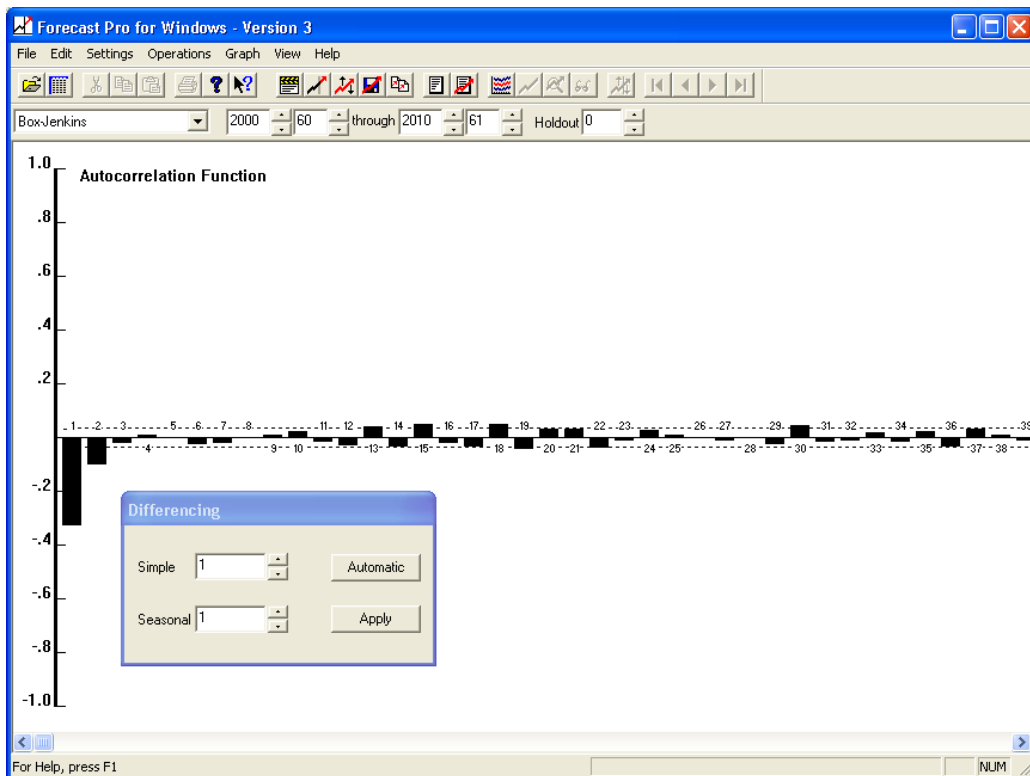 Forecast Pro for Windows - Version 3
File Edit Settings Operations Graph View Help
Box-Jenkins 2000 60 through 2010 61 Holdout 0
Autocorrelation Function
1.0
.8
.6
.4
.2
1 2 3 5 6 7 8 11 12 14 16 17 19 22 23 26 27 29 31 32 34 36 39
4 9 10 13 15 18 20 21 24 25 28 30 33 35 37 38
-.2
-.4
-.6
-.8
-1.0
Differencing
Simple 1 Automatic
Seasonal 1 Apply
For Help, press F1 NUM